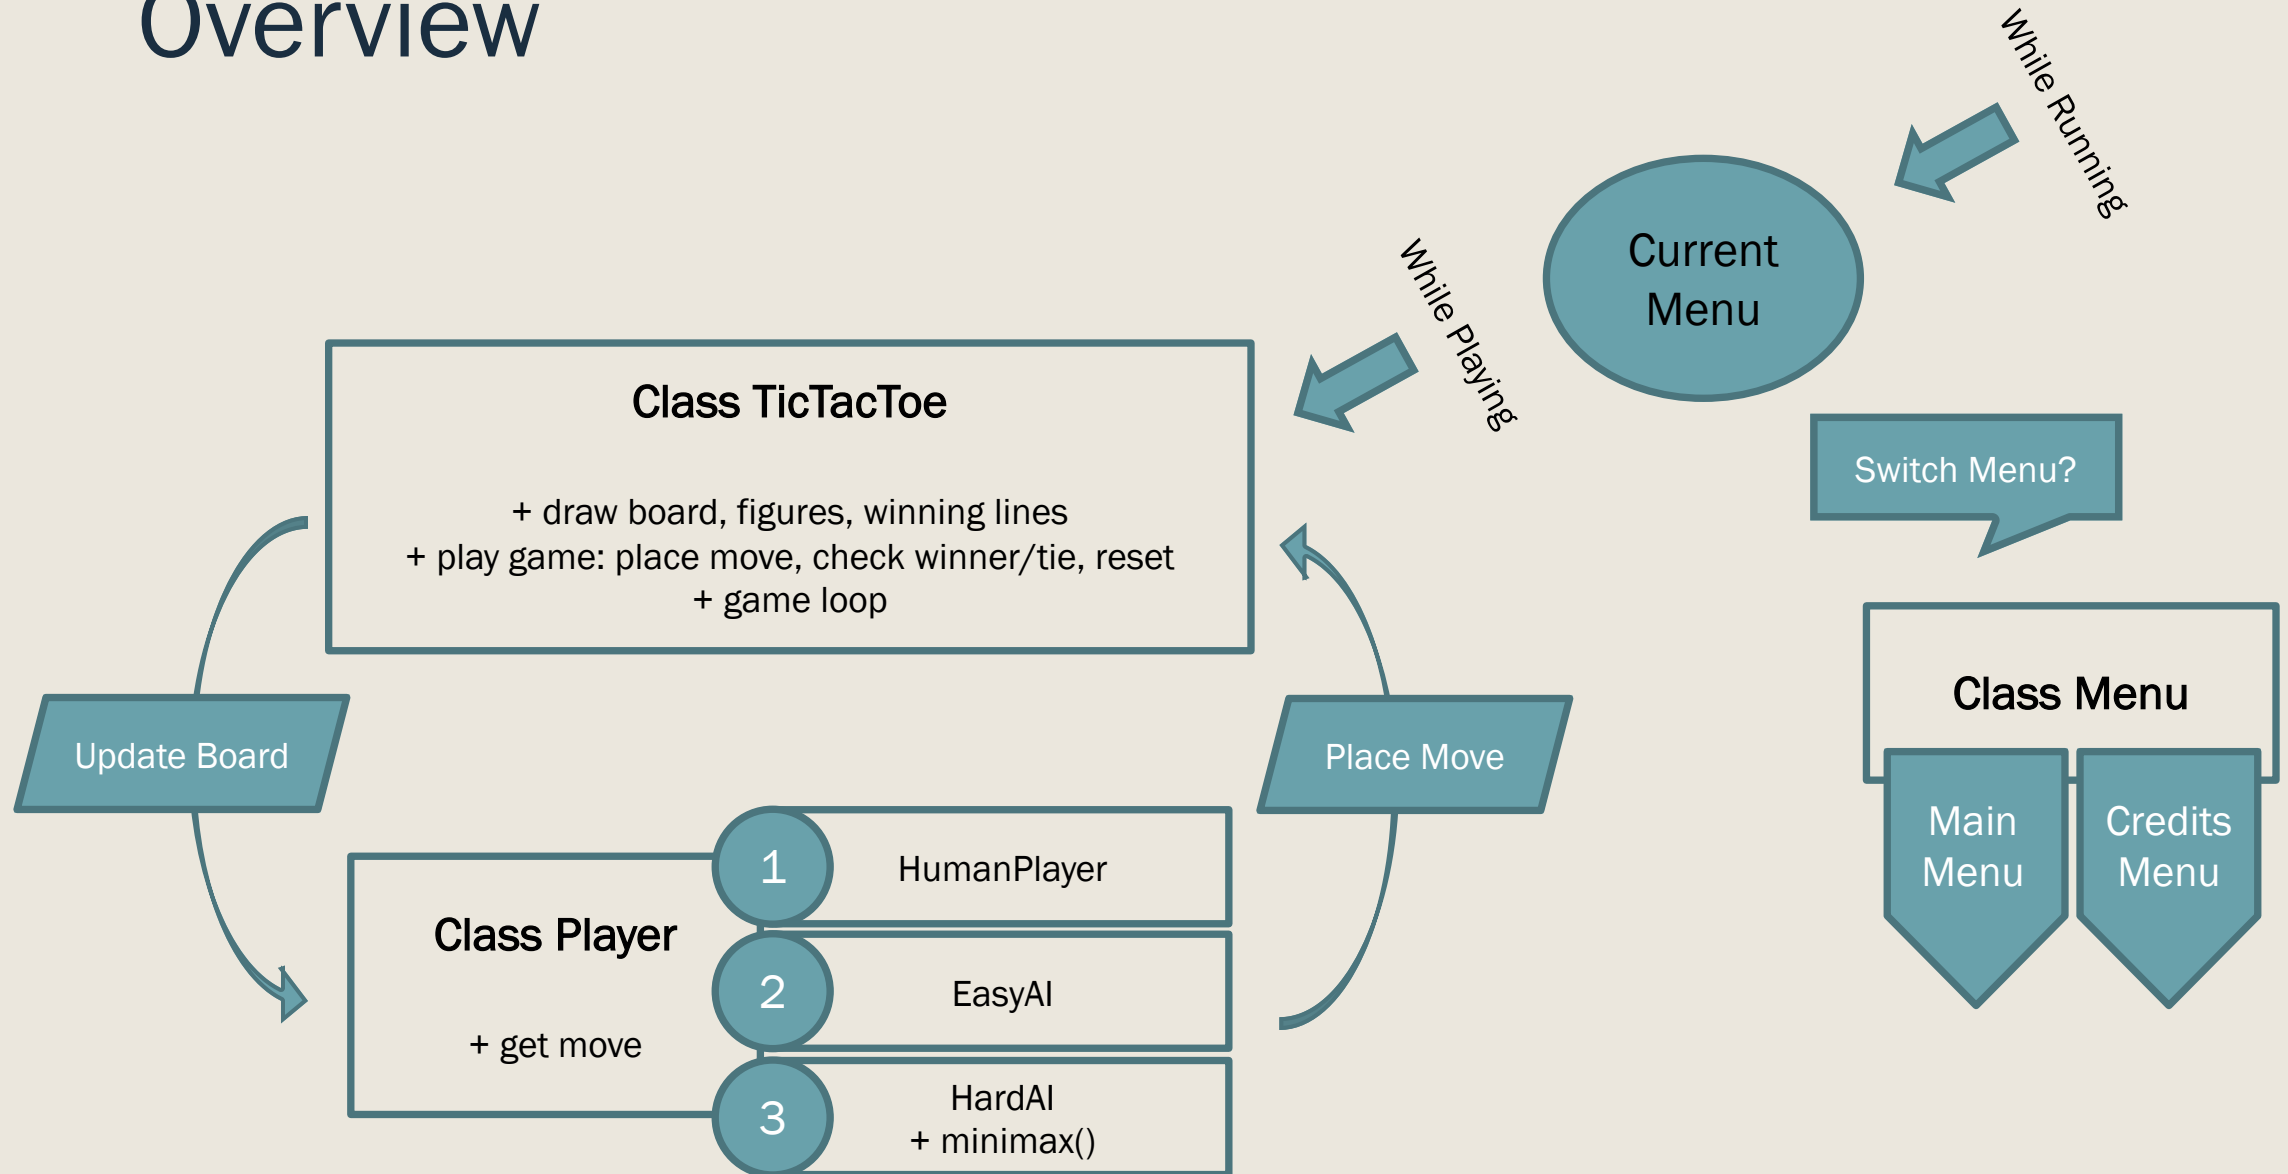 Overview
While Running
Current
Menu
While Playing
Class TicTacToe
+ draw board, figures, winning lines
+ play game: place move, check winner/tie, reset
+ game loop
Switch Menu?
Class Menu
Main
Menu
Credits
Menu
Update Board
Place Move
Class Player
+ get move
1
HumanPlayer
2
EasyAI
3
HardAI
+ minimax()